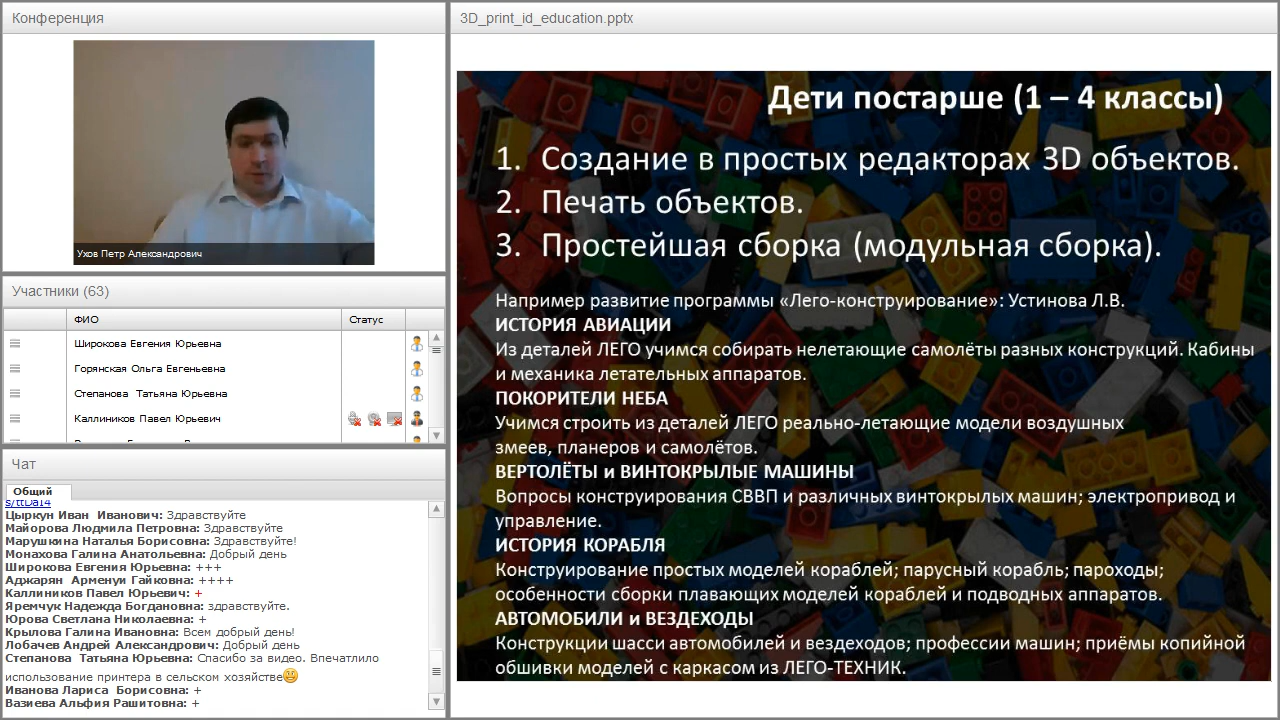 Конференция
Ухов Петр Александрович
Участники (63)
ФИО Статус
Широкова Евгения Юрьевна
Горянская Ольга Евгеньевна
Степанова Татьяна Юрьевна
Каллиников Павел Юрьевич
Чат
Общий
Цыркун Иван Иванович: Здравствуйте
Майорова Людмила Петровна: Здравствуйте
Марушкина Наталья Борисовна: Здравствуйте!
Монахова Галина Анатольевна: Добрый день
Широкова Евгения Юрьевна: +++
Аджарян Арменуи Гайковна: ++++
Каллиников Павел Юрьевич: +
Яремчук Надежда Богдановна: здравствуйте.
Юрова Светлана Николаевна: +
Крылова Галина Ивановна: Всем добрый день!
Лобачев Андрей Александрович: Добрый день
Степанова Татьяна Юрьевна: Спасибо за видео. Впечатлило
использование принтера в сельском хозяйстве
Иванова Лариса Борисовна: +
Вазиева Альфия Рашитовна: +
3D_print_id_education.pptx
Дети постарше (1 – 4 классы)
1. Создание в простых редакторах 3D объектов.
2. Печать объектов.
3. Простейшая сборка (модульная сборка).
Например развитие программы «Лего-конструирование»: Устинова Л.В.
ИСТОРИЯ АВИАЦИИ
Из деталей ЛЕГО учимся собирать нелетающие самолёты разных конструкций. Кабины
и механика летательных аппаратов.
ПОКОРИТЕЛИ НЕБА
Учимся строить из деталей ЛЕГО реально-летающие модели воздушных
змеев, планеров и самолётов.
ВЕРТОЛЁТЫ и ВИНТОКРЫЛЫЕ МАШИНЫ
Вопросы конструирования СВВП и различных винтокрылых машин; электропривод и
управление.
ИСТОРИЯ КОРАБЛЯ
Конструирование простых моделей кораблей; парусный корабль; пароходы;
особенности сборки плавающих моделей кораблей и подводных аппаратов.
АВТОМОБИЛИ и ВЕЗДЕХОДЫ
Конструкции шасси автомобилей и вездеходов; профессии машин; приёмы копийной
обшивки моделей с каркасом из ЛЕГО-ТЕХНИК.